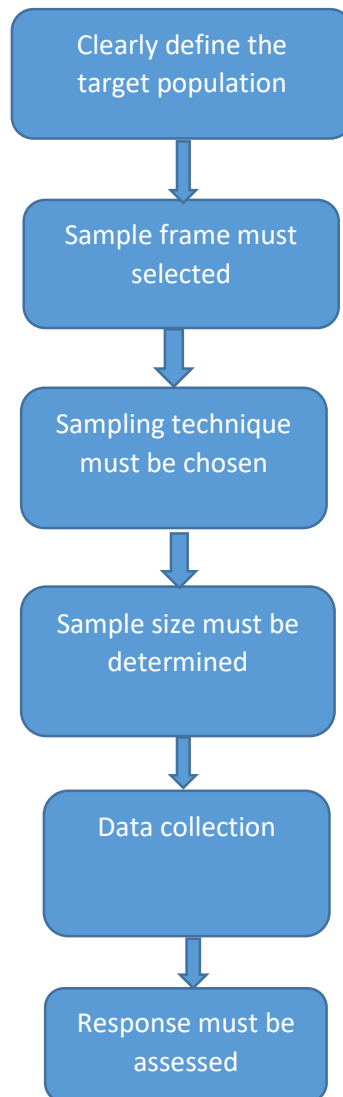 Clearly define the
target population
Sample frame must
selected
Sampling technique
must be chosen
Sample size must be
determined
Data collection
Response must be
assessed